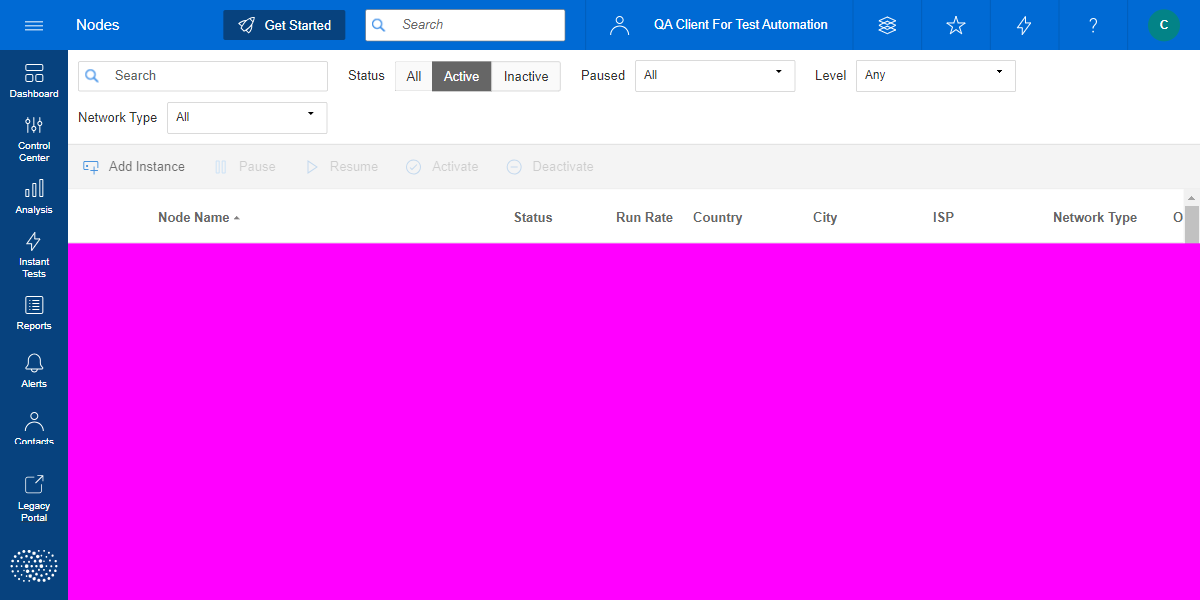 Nodes
Get Started
Search
QA Client For Test Automation
?
C
Dashboard
Control
Center
Analysis
Instant
Tests
Reports
Alerts
Contacts
Legacy
Portal
Search
Status
All
Active
Inactive
Paused
All
Level
Any
Network Type
All
Add Instance
Pause
Resume
Activate
Deactivate
Node Name
Status
Run Rate
Country
City
ISP
Network Type
O